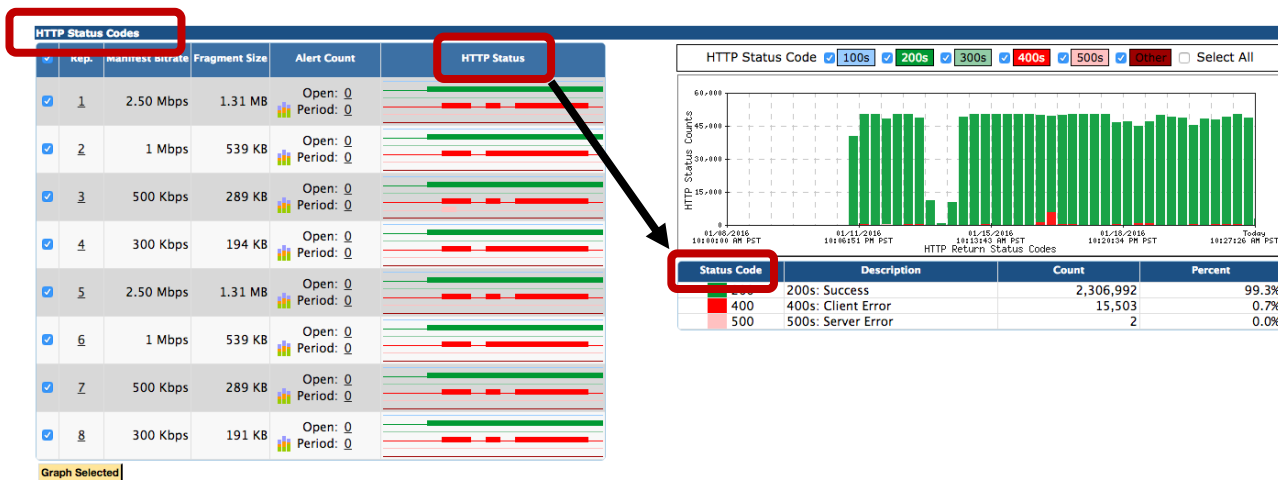 HTTP Status Codes
Rep. Manifest Bitrate Fragment Size Alert Count HTTP Status
1 2.50 Mbps 1.31 MB Open: 0 Period: 0
2 1 Mbps 539 KB Open: 0 Period: 0
3 500 Kbps 289 KB Open: 0 Period: 0
4 300 Kbps 194 KB Open: 0 Period: 0
5 2.50 Mbps 1.31 MB Open: 0 Period: 0
6 1 Mbps 539 KB Open: 0 Period: 0
7 500 Kbps 289 KB Open: 0 Period: 0
8 300 Kbps 191 KB Open: 0 Period: 0
Graph Selected
HTTP Status Code 100s 200s 300s 400s 500s Other Select All
HTTP Status Counts
60,000
45,000
30,000
15,000
0
01/08/2016 01/11/2016 01/15/2016 01/18/2016 Today
10:00:00 AM PST 10:06:51 PM PST 10:13:43 AM PST 10:20:34 PM PST 10:27:26 AM PST
HTTP Return Status Codes
Status Code Description Count Percent
200 200s: Success 2,306,992 99.3%
400 400s: Client Error 15,503 0.7%
500 500s: Server Error 2 0.0%